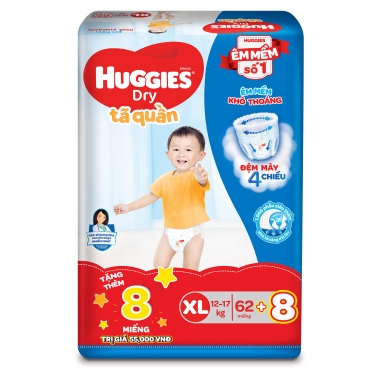 HUGGIES
Dry
tã quần
HUGGIES
ÊM MỀM
SỐ 1
ÊM MỀM
KHÔ THOÁNG
ĐỆM MÂY
4 CHIỀU
TẶNG
THÊM
8
MIẾNG
TRỊ GIÁ 55.000 VNĐ
XL
12-17
kg
62
miếng
+8